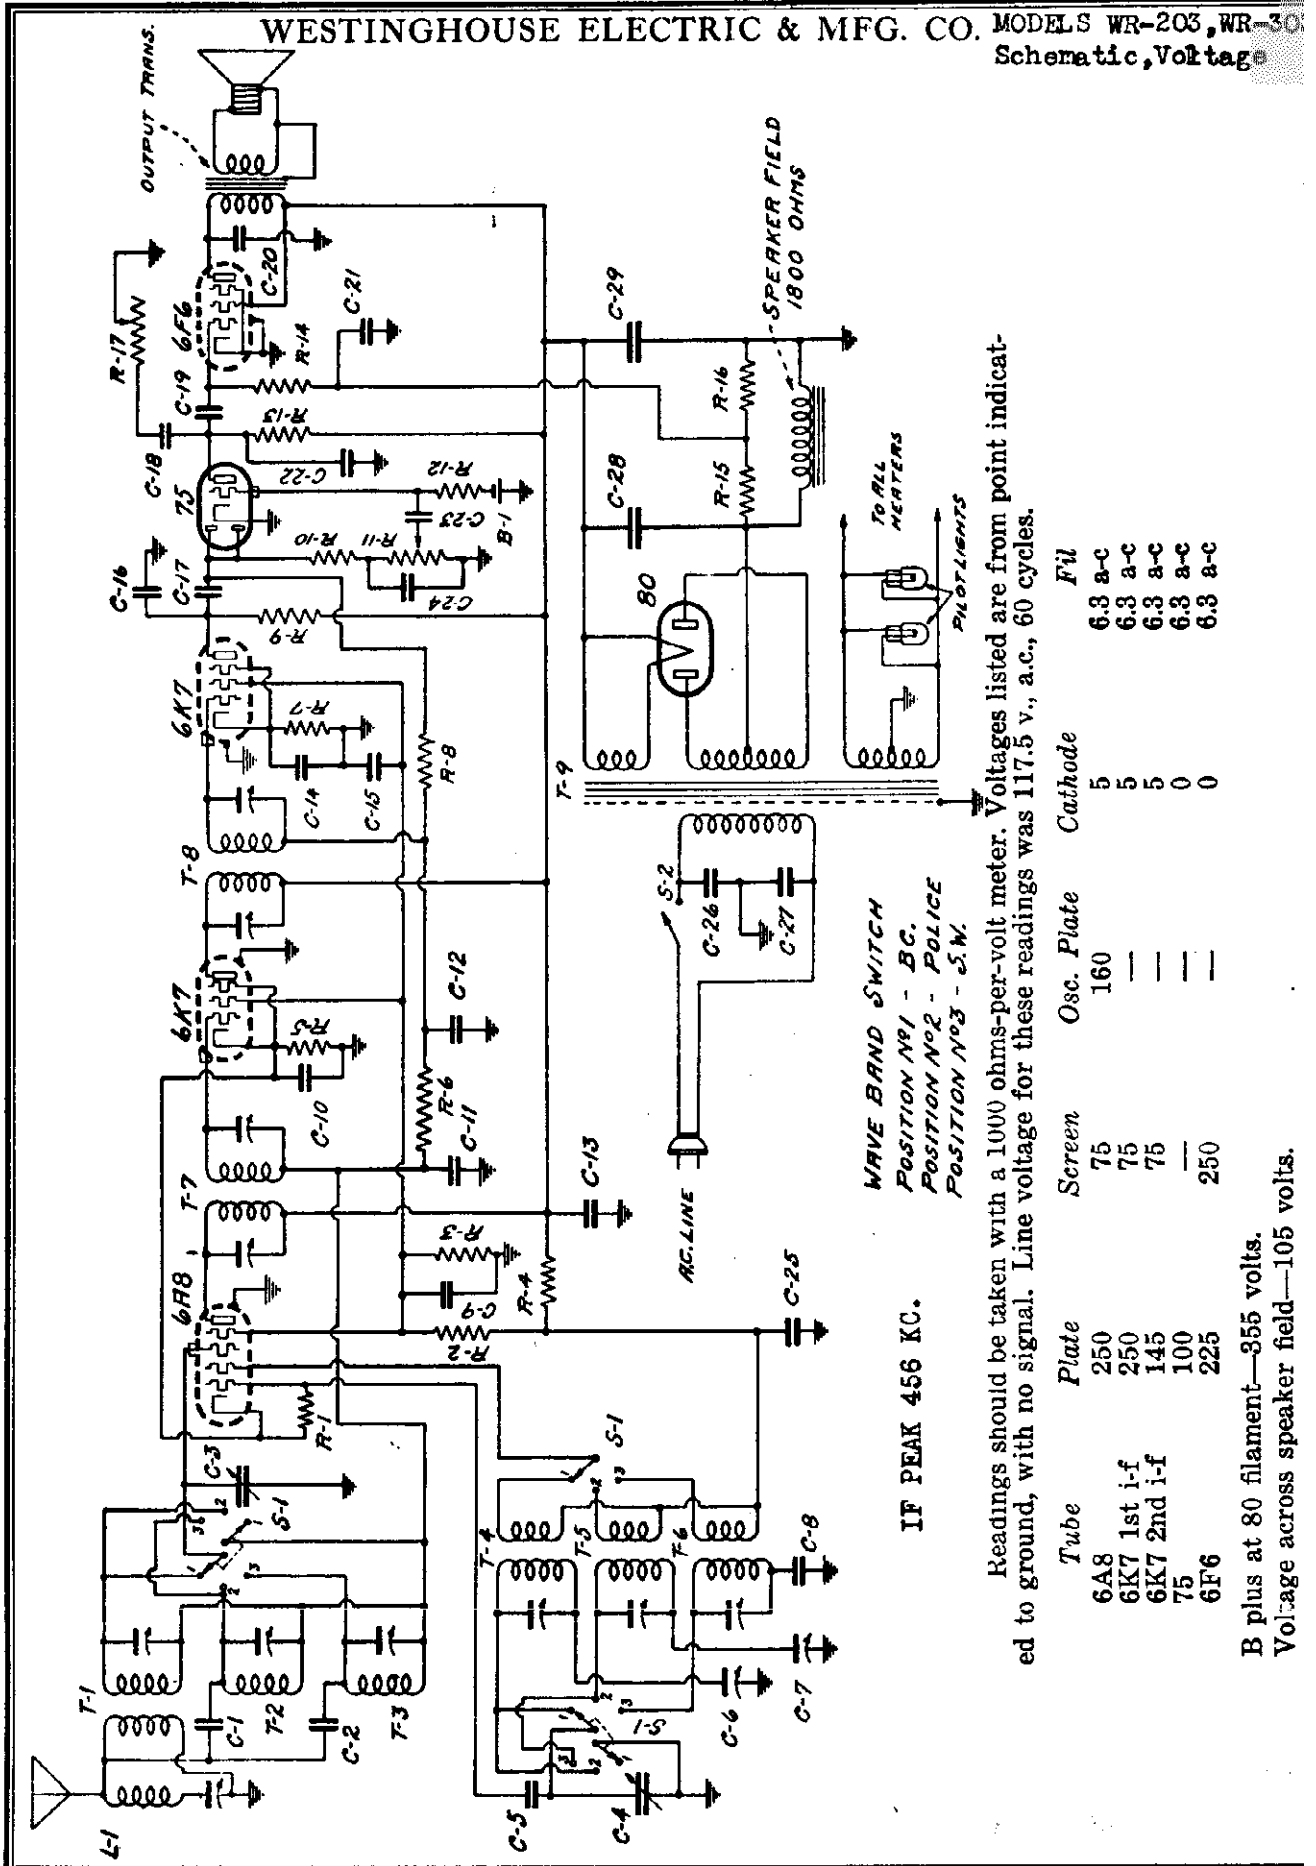 WESTINGHOUSE ELECTRIC & MFG. CO.
MODELS WR-203,WR-303
Schematic,Voltage
OUTPUT TRANS.
L-1
T-1
C-1
T-2
C-2
T-3
S-1
C-3
6A8
R-1
T-7
6K7
R-5
C-10
T-8
6K7
R-7
C-14
C-15
R-9
C-16
C-17
75
R-10
R-11
C-24
C-23
B-1
R-12
C-22
C-18
R-13
C-19
R-17
6F6
R-14
C-20
C-21
R-2
C-9
R-3
R-4
C-13
R-6
C-11
C-12
R-8
C-5
C-4
S-1
C-6
C-7
C-8
T-4
T-5
T-6
S-1
C-25
A.C. LINE
S-2
C-26
C-27
T-9
80
C-28
C-29
R-15
R-16
SPEAKER FIELD
1800 OHMS
TO ALL
HEATERS
PILOT LIGHTS
WAVE BAND SWITCH
POSITION Nº1 - BC.
POSITION Nº2 - POLICE
POSITION Nº3 - S.W.
IF PEAK 456 KC.
Readings should be taken with a 1000 ohms-per-volt meter. Voltages listed are from point indicat-
ed to ground, with no signal. Line voltage for these readings was 117.5 v., a.c., 60 cycles.
Tube Plate Screen Osc. Plate Cathode Fil
6A8 250 75 160 5 6.3 a-c
6K7 1st i-f 250 75 — 5 6.3 a-c
6K7 2nd i-f 145 75 — 5 6.3 a-c
75 100 — — 0 6.3 a-c
6F6 225 250 — 0 6.3 a-c
B plus at 80 filament—355 volts.
Voltage across speaker field—105 volts.